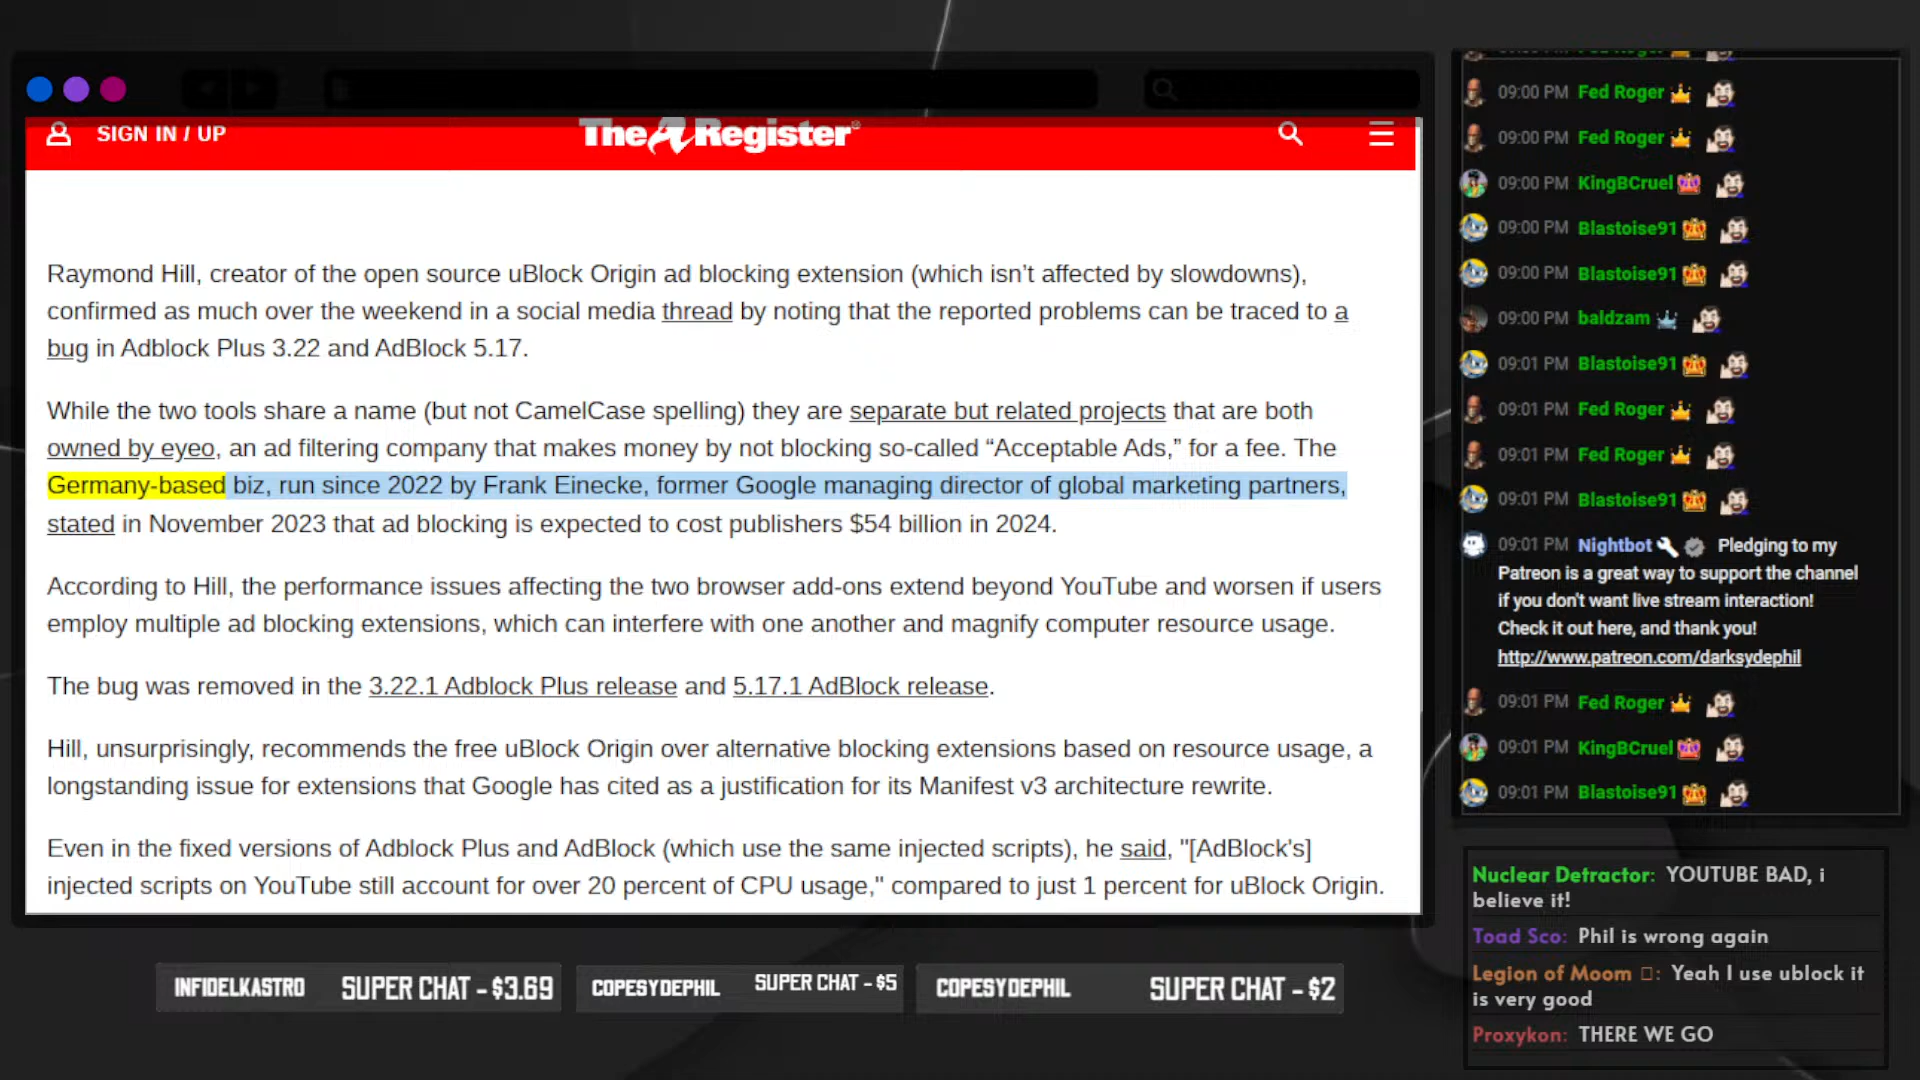 SIGN IN / UP
The Register®
Raymond Hill, creator of the open source uBlock Origin ad blocking extension (which isn’t affected by slowdowns),
confirmed as much over the weekend in a social media thread by noting that the reported problems can be traced to a
bug in Adblock Plus 3.22 and AdBlock 5.17.
While the two tools share a name (but not CamelCase spelling) they are separate but related projects that are both
owned by eyeo, an ad filtering company that makes money by not blocking so-called “Acceptable Ads,” for a fee. The
Germany-based biz, run since 2022 by Frank Einecke, former Google managing director of global marketing partners,
stated in November 2023 that ad blocking is expected to cost publishers $54 billion in 2024.
According to Hill, the performance issues affecting the two browser add-ons extend beyond YouTube and worsen if users
employ multiple ad blocking extensions, which can interfere with one another and magnify computer resource usage.
The bug was removed in the 3.22.1 Adblock Plus release and 5.17.1 AdBlock release.
Hill, unsurprisingly, recommends the free uBlock Origin over alternative blocking extensions based on resource usage, a
longstanding issue for extensions that Google has cited as a justification for its Manifest v3 architecture rewrite.
Even in the fixed versions of Adblock Plus and AdBlock (which use the same injected scripts), he said, "[AdBlock's]
injected scripts on YouTube still account for over 20 percent of CPU usage," compared to just 1 percent for uBlock Origin.
INFIDELKASTRO SUPER CHAT - $3.69
COPESYDEPHIL SUPER CHAT - $5
COPESYDEPHIL SUPER CHAT - $2
09:00 PM Fed Roger
09:00 PM Fed Roger
09:00 PM KingBCruel
09:00 PM Blastoise91
09:00 PM Blastoise91
09:00 PM baldzam
09:01 PM Blastoise91
09:01 PM Fed Roger
09:01 PM Fed Roger
09:01 PM Blastoise91
09:01 PM Nightbot Pledging to my
Patreon is a great way to support the channel
if you don't want live stream interaction!
Check it out here, and thank you!
http://www.patreon.com/darksydephil
09:01 PM Fed Roger
09:01 PM KingBCruel
09:01 PM Blastoise91
Nuclear Detractor: YOUTUBE BAD, i
believe it!
Toad Sco: Phil is wrong again
Legion of Moom : Yeah I use ublock it
is very good
Proxykon: THERE WE GO